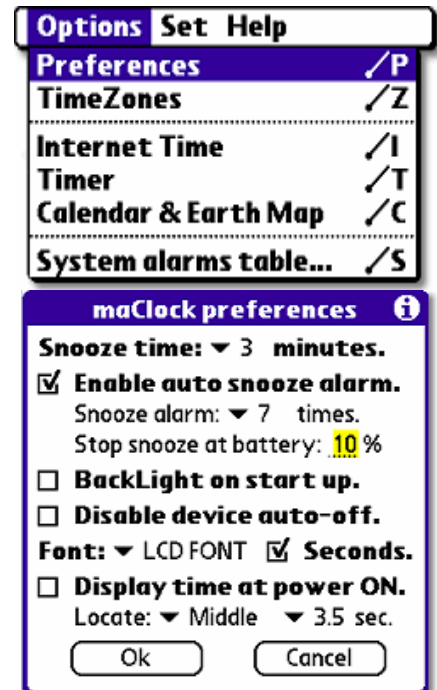 Options Set Help
Preferences /P
TimeZones /Z
Internet Time /I
Timer /T
Calendar & Earth Map /C
System alarms table... /S
maClock preferences i
Snooze time: 3 minutes.
Enable auto snooze alarm.
Snooze alarm: 7 times.
Stop snooze at battery: 10 %
BackLight on start up.
Disable device auto-off.
Font: LCD FONT Seconds.
Display time at power ON.
Locate: Middle 3.5 sec.
Ok Cancel